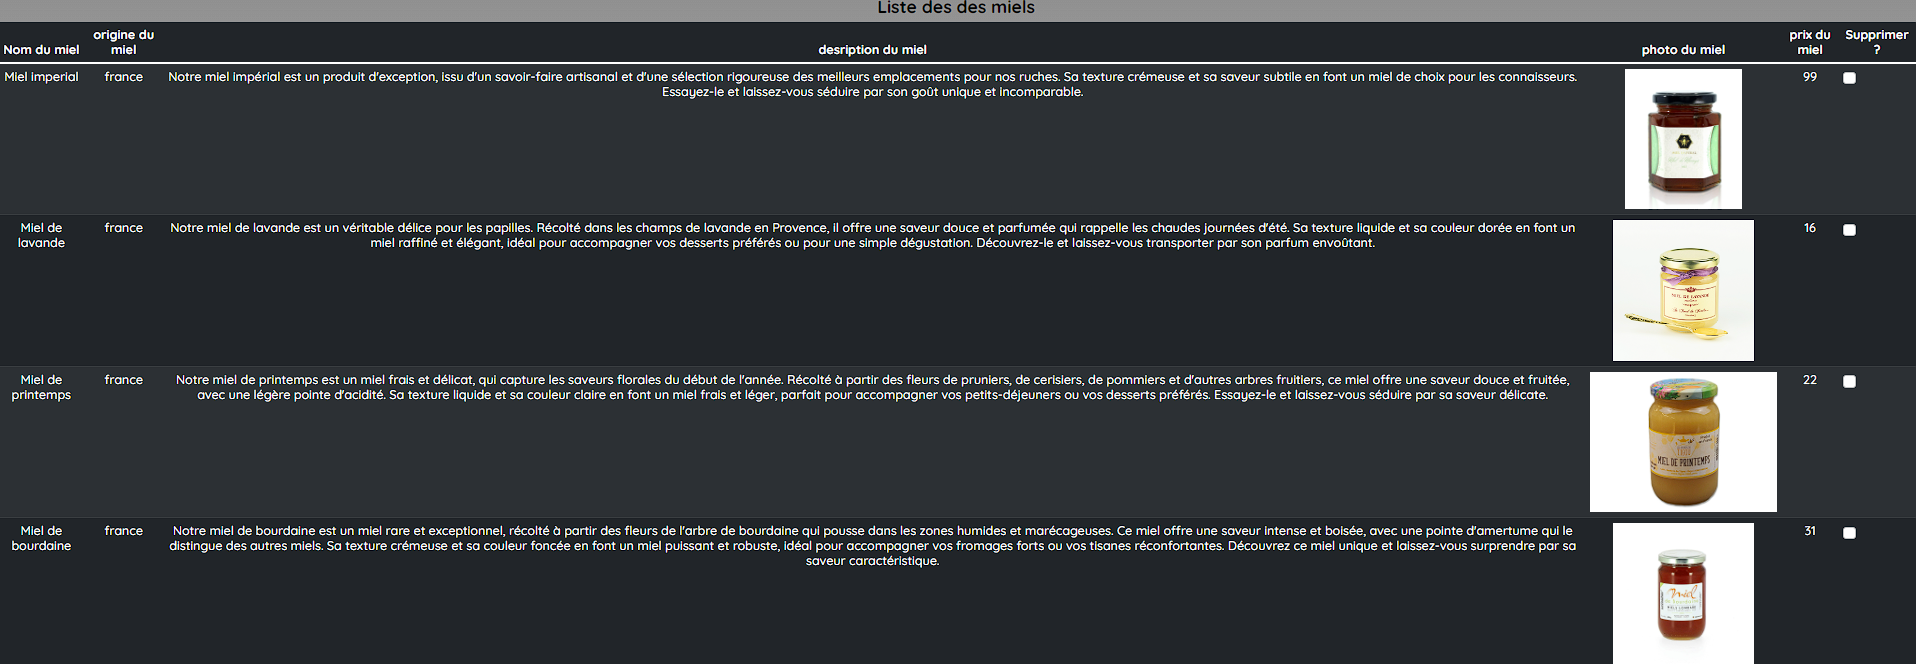 Liste des des miels
Nom du miel
origine du
miel
desription du miel
photo du miel
prix du
miel
Supprimer
?
Miel imperial
france
Notre miel impérial est un produit d'exception, issu d'un savoir-faire artisanal et d'une sélection rigoureuse des meilleurs emplacements pour nos ruches. Sa texture crémeuse et sa saveur subtile en font un miel de choix pour les connaisseurs.
Essayez-le et laissez-vous séduire par son goût unique et incomparable.
99
Miel de
lavande
france
Notre miel de lavande est un véritable délice pour les papilles. Récolté dans les champs de lavande en Provence, il offre une saveur douce et parfumée qui rappelle les chaudes journées d'été. Sa texture liquide et sa couleur dorée en font un
miel raffiné et élégant, idéal pour accompagner vos desserts préférés ou pour une simple dégustation. Découvrez-le et laissez-vous transporter par son parfum envoûtant.
MIEL DE LAVANDE
16
Miel de
printemps
france
Notre miel de printemps est un miel frais et délicat, qui capture les saveurs florales du début de l'année. Récolté à partir des fleurs de pruniers, de cerisiers, de pommiers et d'autres arbres fruitiers, ce miel offre une saveur douce et fruitée,
avec une légère pointe d'acidité. Sa texture liquide et sa couleur claire en font un miel frais et léger, parfait pour accompagner vos petits-déjeuners ou vos desserts préférés. Essayez-le et laissez-vous séduire par sa saveur délicate.
MIEL DE PRINTEMPS
22
Miel de
bourdaine
france
Notre miel de bourdaine est un miel rare et exceptionnel, récolté à partir des fleurs de l'arbre de bourdaine qui pousse dans les zones humides et marécageuses. Ce miel offre une saveur intense et boisée, avec une pointe d'amertume qui le
distingue des autres miels. Sa texture crémeuse et sa couleur foncée en font un miel puissant et robuste, idéal pour accompagner vos fromages forts ou vos tisanes réconfortantes. Découvrez ce miel unique et laissez-vous surprendre par sa
saveur caractéristique.
miel
31